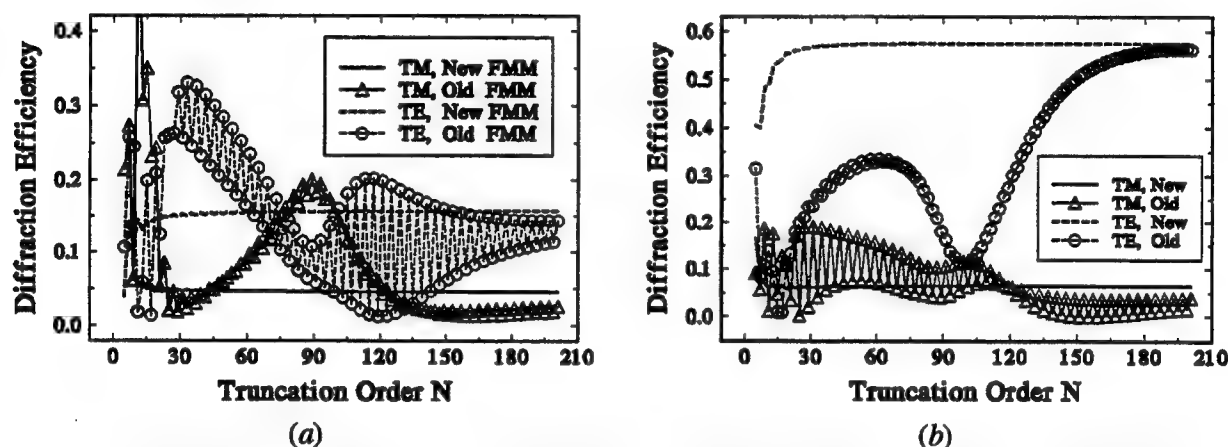 Diffraction Efficiency
0.4
0.3
0.2
0.1
0.0
TM, New FMM
TM, Old FMM
TE, New FMM
TE, Old FMM
0 30 60 90 120 150 180 210
Truncation Order N
(a)
Diffraction Efficiency
0.6
0.5
0.4
0.3
0.2
0.1
0.0
TM, New
TM, Old
TE, New
TE, Old
0 30 60 90 120 150 180 210
Truncation Order N
(b)